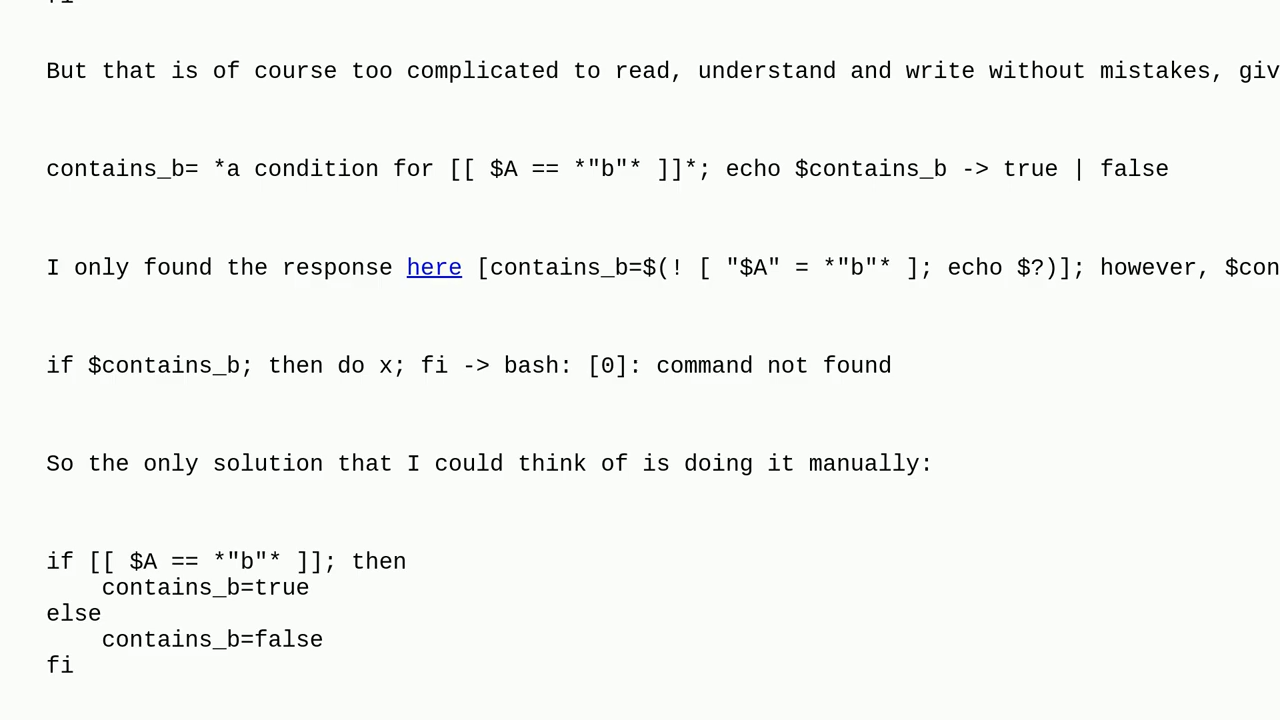 fi
But that is of course too complicated to read, understand and write without mistakes, giv
contains_b= *a condition for [[ $A == *"b"* ]]*; echo $contains_b -> true | false
I only found the response here [contains_b=$(! [ "$A" = *"b"* ]; echo $?)]; however, $con
if $contains_b; then do x; fi -> bash: [0]: command not found
So the only solution that I could think of is doing it manually:
if [[ $A == *"b"* ]]; then
    contains_b=true
else
    contains_b=false
fi